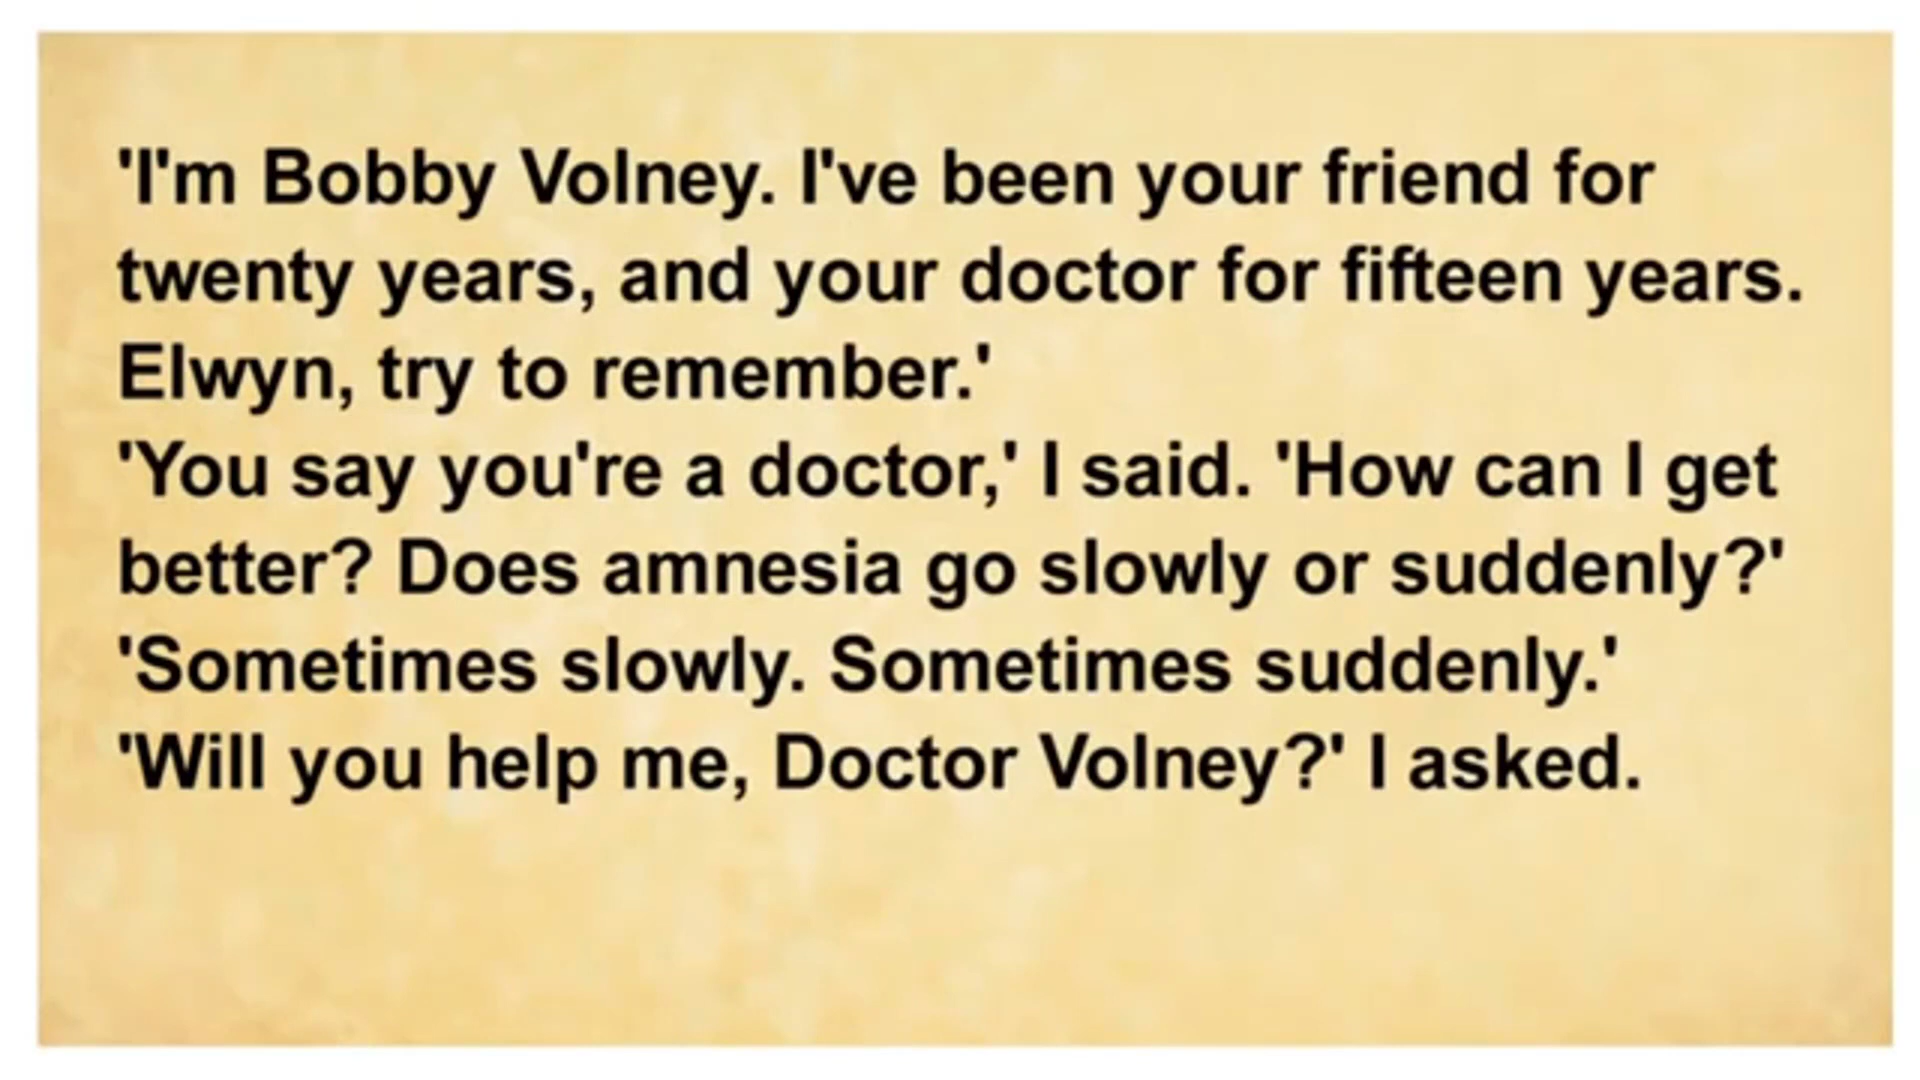 'I'm Bobby Volney. I've been your friend for
twenty years, and your doctor for fifteen years.
Elwyn, try to remember.'
'You say you're a doctor,' I said. 'How can I get
better? Does amnesia go slowly or suddenly?'
'Sometimes slowly. Sometimes suddenly.'
'Will you help me, Doctor Volney?' I asked.